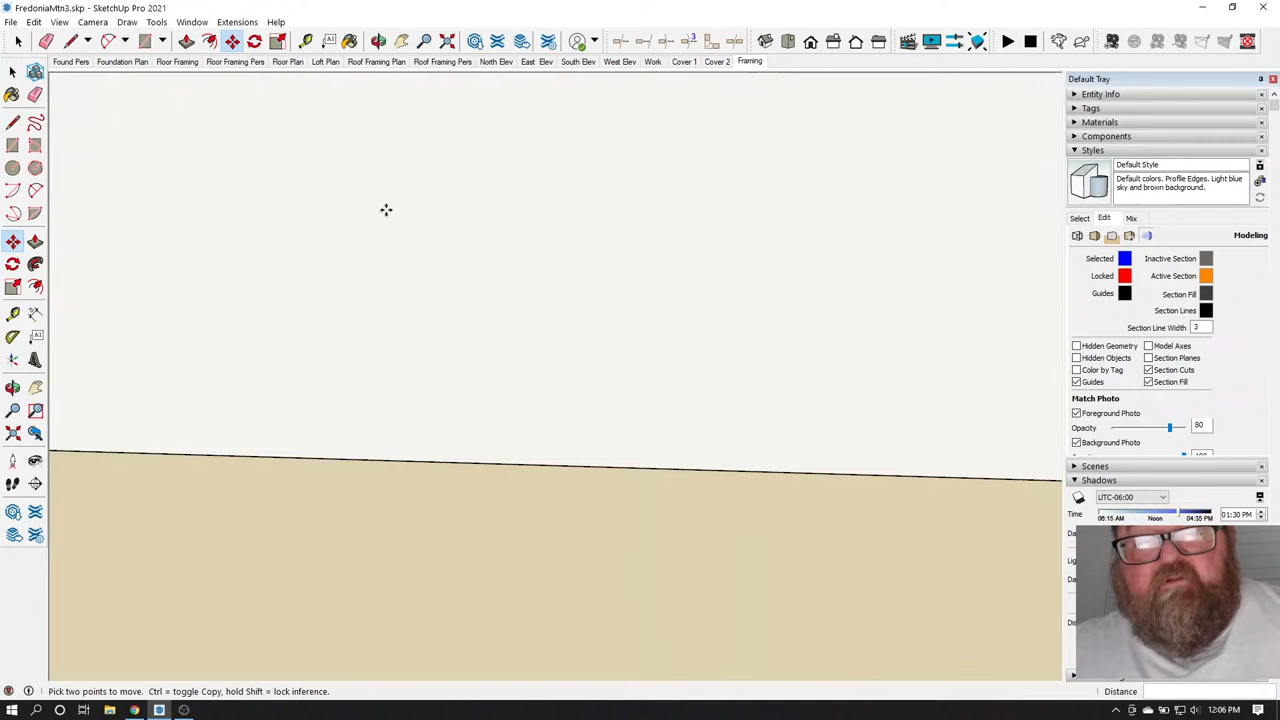 FredoniaMtn3.skp - SketchUp Pro 2021
File Edit View Camera Draw Tools Window Extensions Help
3
Found Pers Foundation Plan Floor Framing Floor Framing Pers Floor Plan Loft Plan Roof Framing Plan Roof Framing Pers North Elev East Elev South Elev West Elev Work Cover 1 Cover 2 Framing
Default Tray
Entity Info
Tags
Materials
Components
Styles
Default Style
Default colors. Profile Edges. Light blue
sky and brown background.
Select Edit Mix
Modeling
Selected Inactive Section
Locked Active Section
Guides Section Fill
Section Lines
Section Line Width 3
Hidden Geometry Model Axes
Hidden Objects Section Planes
Color by Tag Section Cuts
Guides Section Fill
Match Photo
Foreground Photo
Opacity 80
Background Photo
Scenes
Shadows
UTC-06:00
Time 06:15 AM Noon 04:35 PM 01:30 PM
Pick two points to move. Ctrl = toggle Copy, hold Shift = lock inference.
Distance
12:06 PM